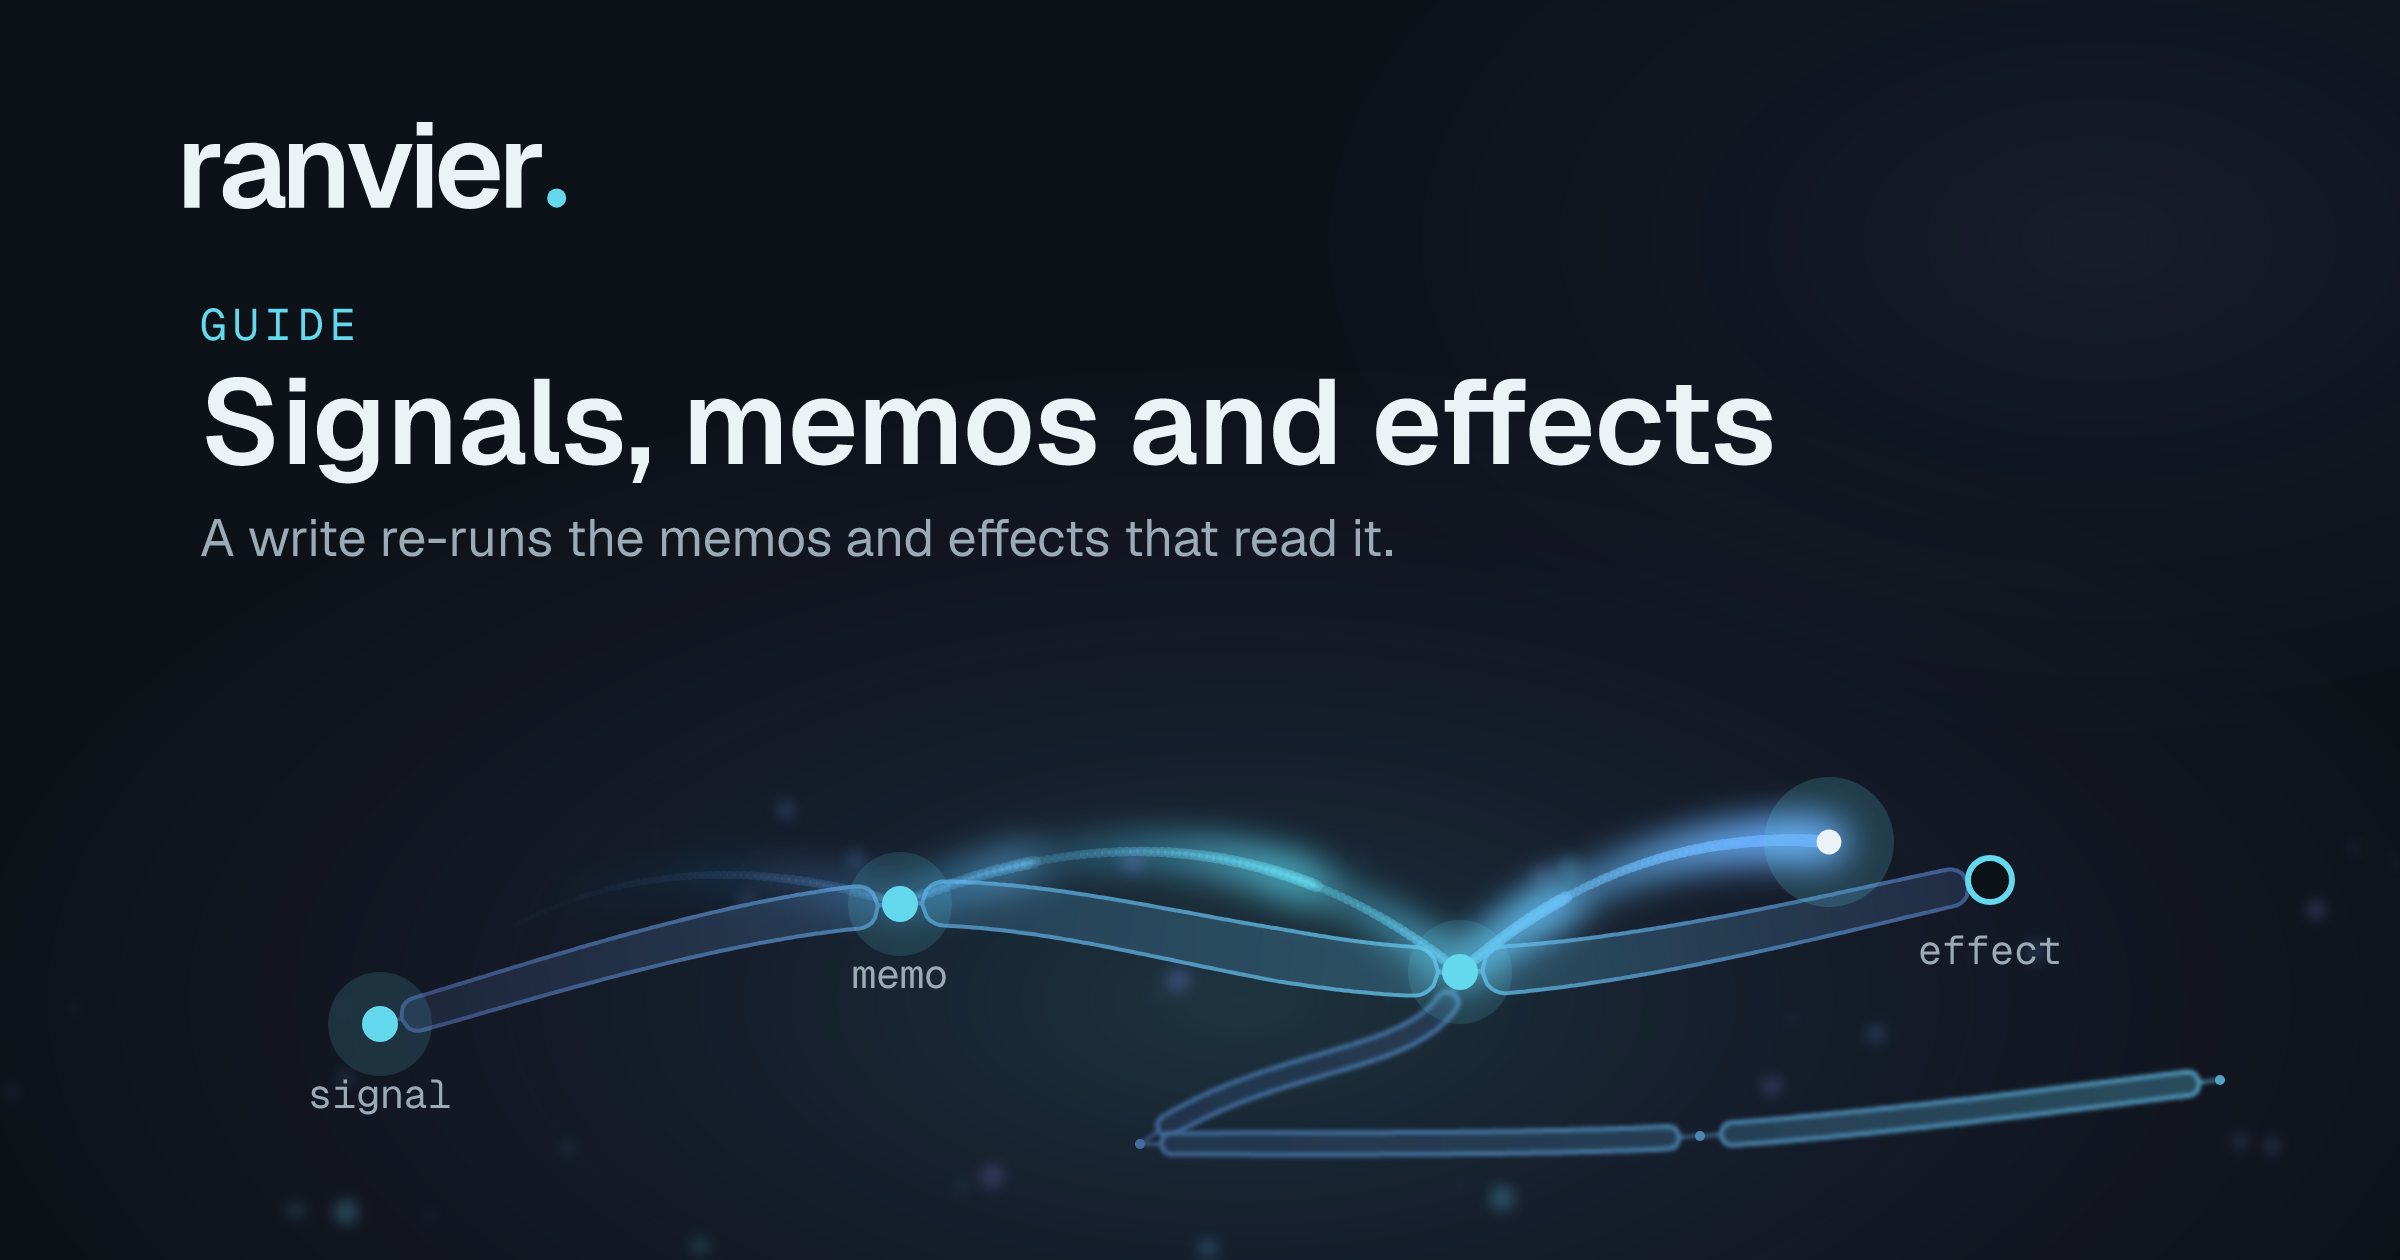 ranvier.
GUIDE
Signals, memos and effects
A write re-runs the memos and effects that read it.
memo
effect
signal